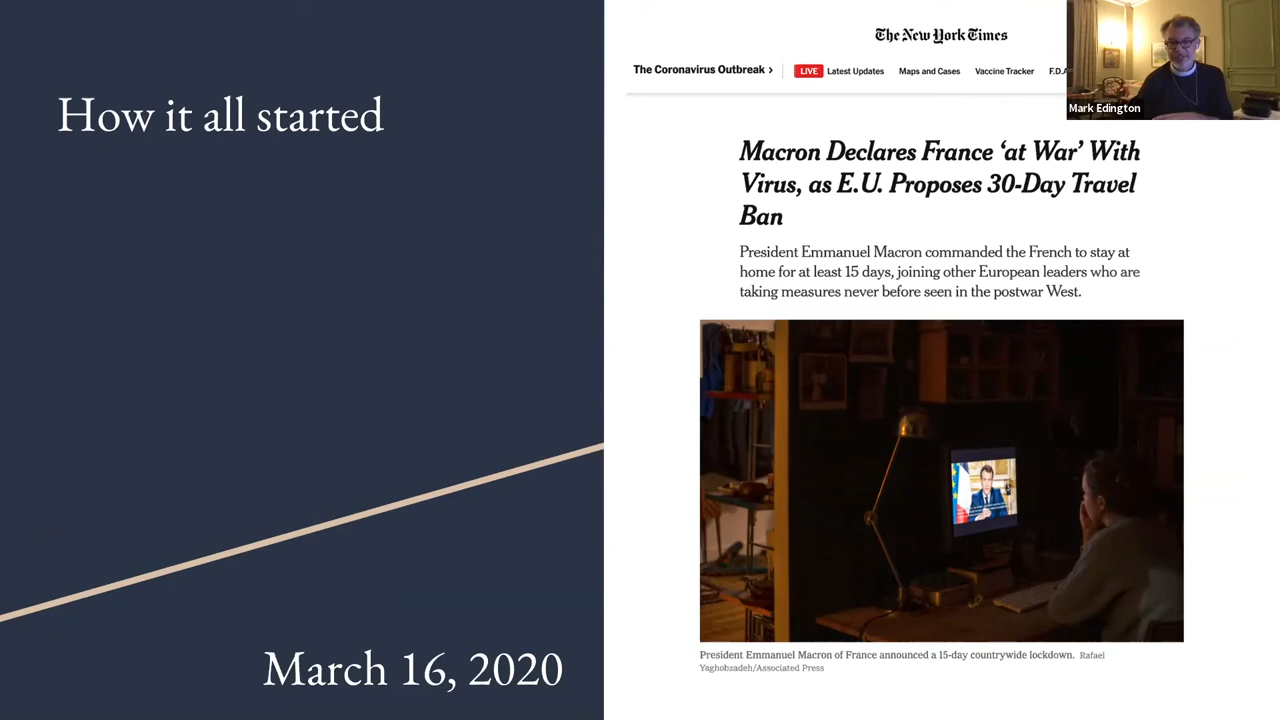 How it all started
March 16, 2020
The New York Times
The Coronavirus Outbreak ›
LIVE Latest Updates Maps and Cases Vaccine Tracker F.D.A
Mark Edington
Macron Declares France ‘at War’ With
Virus, as E.U. Proposes 30-Day Travel
Ban
President Emmanuel Macron commanded the French to stay at
home for at least 15 days, joining other European leaders who are
taking measures never before seen in the postwar West.
President Emmanuel Macron of France announced a 15-day countrywide lockdown. Rafael
Yaghobzadeh/Associated Press